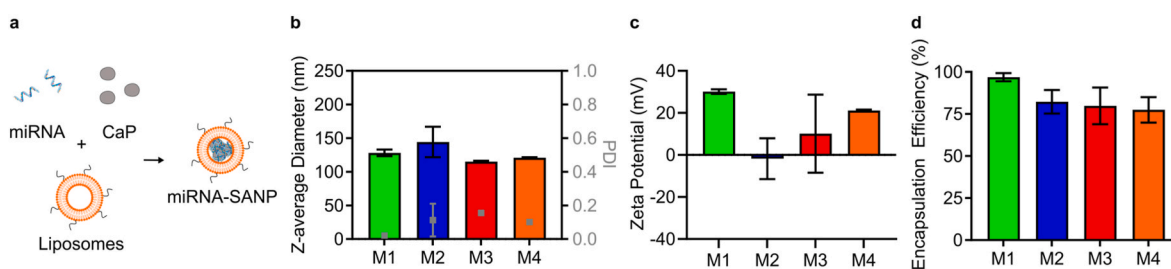 a
miRNA
CaP
+
Liposomes
miRNA-SANP
b
Z-average Diameter (nm)
250
200
150
100
50
0
1.0
0.8
0.6
0.4
0.2
0.0
PDI
M1 M2 M3 M4
c
Zeta Potential (mV)
40
20
0
-20
-40
M1 M2 M3 M4
d
Encapsulation Efficiency (%)
100
75
50
25
0
M1 M2 M3 M4